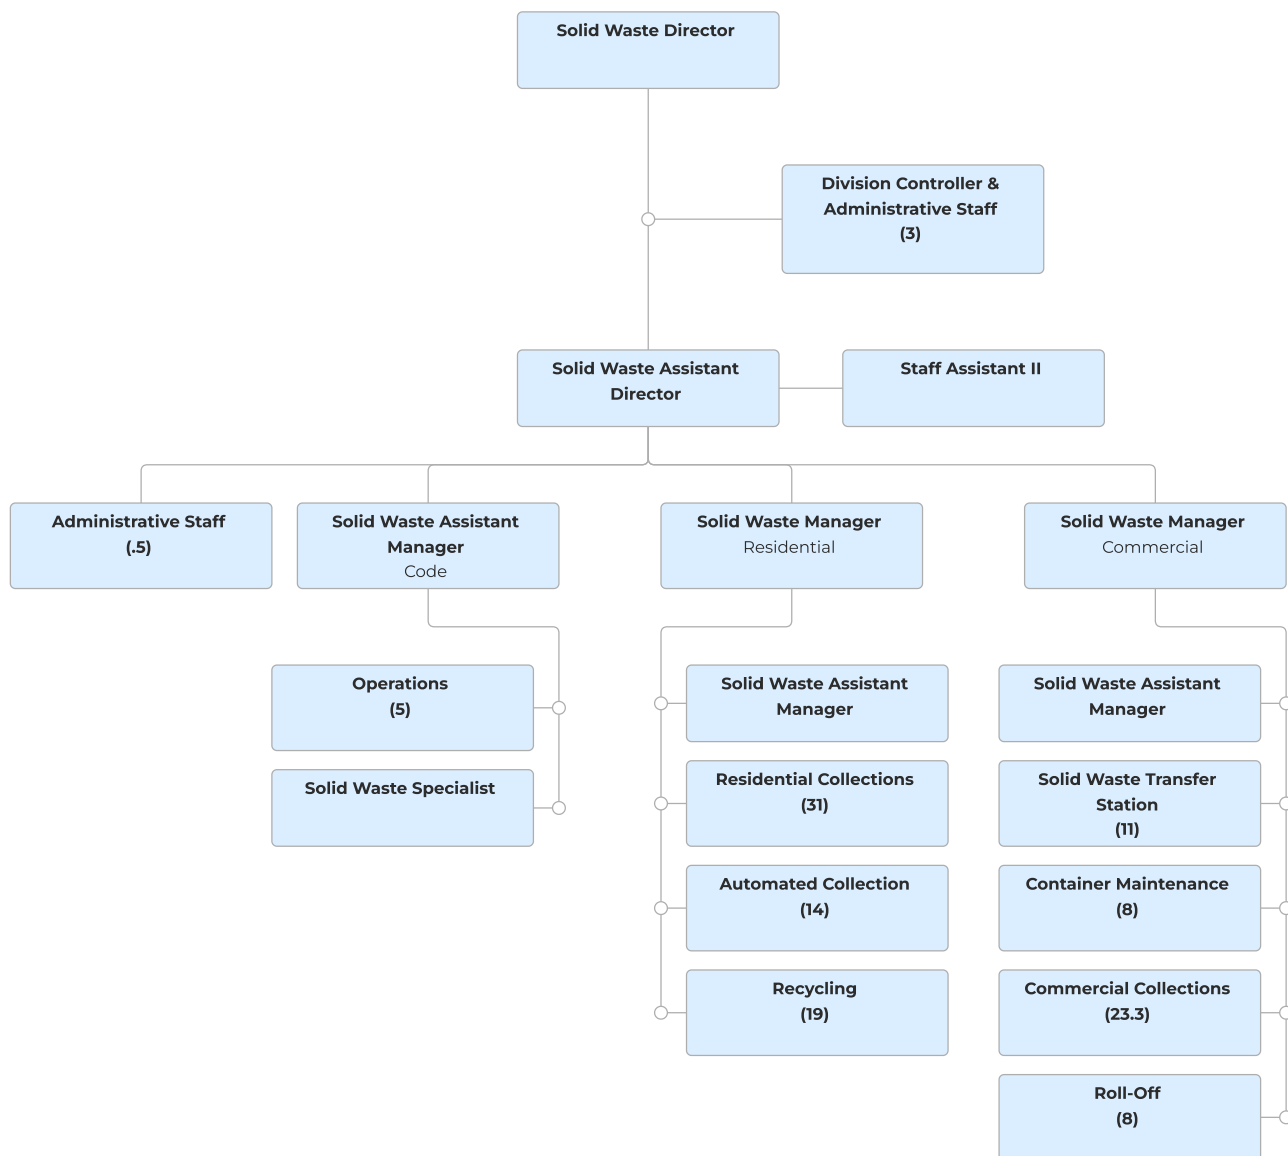 Solid Waste Director
Division Controller &
Administrative Staff
(3)
Solid Waste Assistant
Director
Staff Assistant II
Administrative Staff
(.5)
Solid Waste Assistant
Manager
Code
Solid Waste Manager
Residential
Solid Waste Manager
Commercial
Operations
(5)
Solid Waste Specialist
Solid Waste Assistant
Manager
Residential Collections
(31)
Automated Collection
(14)
Recycling
(19)
Solid Waste Assistant
Manager
Solid Waste Transfer
Station
(11)
Container Maintenance
(8)
Commercial Collections
(23.3)
Roll-Off
(8)